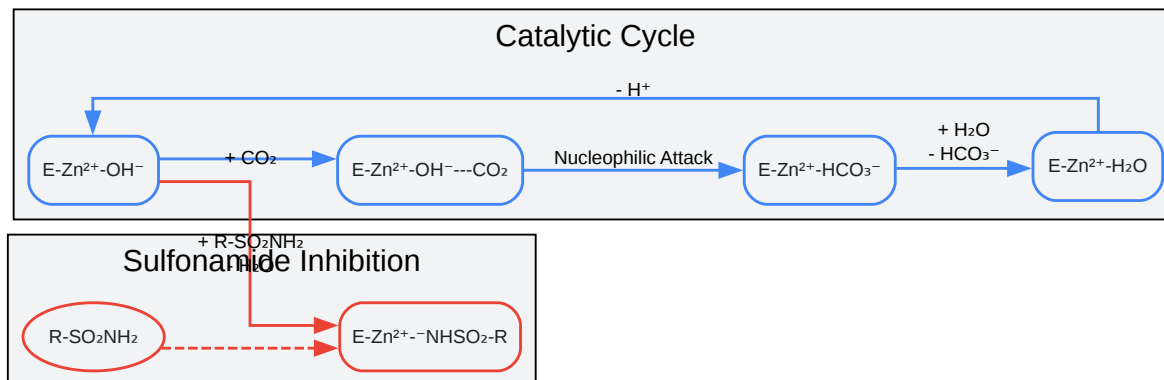 Catalytic Cycle
- H⁺
E-Zn²⁺-OH⁻
+ CO₂
E-Zn²⁺-OH⁻---CO₂
Nucleophilic Attack
E-Zn²⁺-HCO₃⁻
+ H₂O
- HCO₃⁻
E-Zn²⁺-H₂O
+ R-SO₂NH₂
- H₂O
Sulfonamide Inhibition
R-SO₂NH₂
E-Zn²⁺-⁻NHSO₂-R